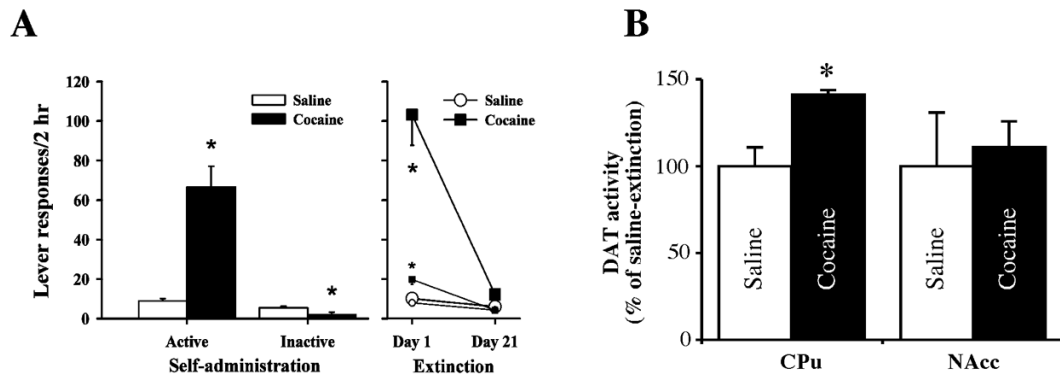 A
Lever responses/2 hr
120
100
80
60
40
20
0
Saline
Cocaine
*
*
Active
Inactive
Self-administration
Saline
Cocaine
*
*
Day 1
Day 21
Extinction
B
DAT activity
(% of saline-extinction)
150
100
50
0
*
Saline
Cocaine
Saline
Cocaine
CPu
NAcc